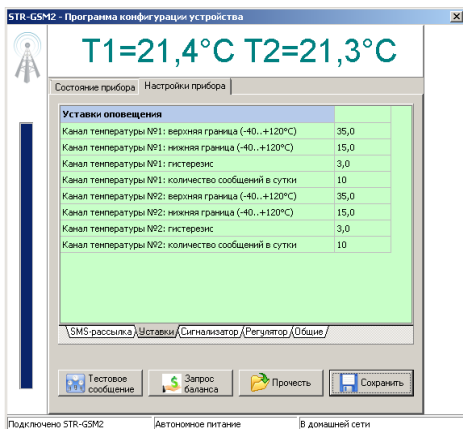 STR-GSM2 - Программа конфигурации устройства
T1=21,4°C T2=21,3°C
Состояние прибора Настройки прибора
Уставки оповещения
Канал температуры №1: верхняя граница (-40..+120°C) 35,0
Канал температуры №1: нижняя граница (-40..+120°C) 15,0
Канал температуры №1: гистерезис 3,0
Канал температуры №1: количество сообщений в сутки 10
Канал температуры №2: верхняя граница (-40..+120°C) 35,0
Канал температуры №2: нижняя граница (-40..+120°C) 15,0
Канал температуры №2: гистерезис 3,0
Канал температуры №2: количество сообщений в сутки 10
SMS-рассылка Уставки Сигнализатор Регулятор Общие
Тестовое сообщение Запрос баланса Прочесть Сохранить
Подключено STR-GSM2 Автономное питание В домашней сети